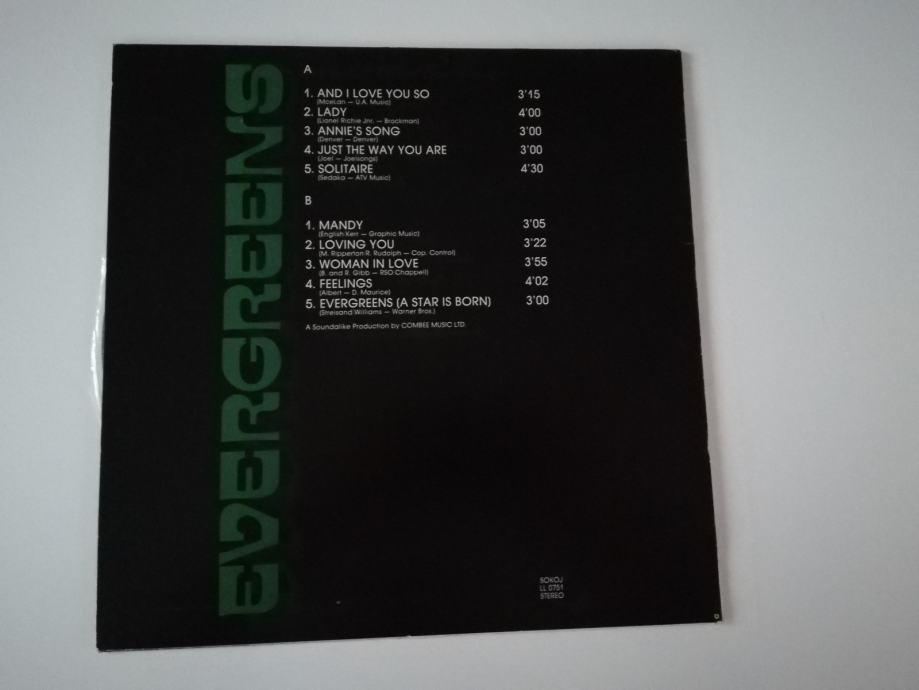 EVERGREENS
A
1. AND I LOVE YOU SO 3'15
(MceLan — U.A. Music)
2. LADY 4'00
(Lionel Richie Jnr. — Brockman)
3. ANNIE'S SONG 3'00
(Denver — Denver)
4. JUST THE WAY YOU ARE 3'00
(Joel — Joelsongs)
5. SOLITAIRE 4'30
(Sedaka — ATV Music)
B
1. MANDY 3'05
(English/Kerr — Graphic Music)
2. LOVING YOU 3'22
(M. Ripperton R. Rudolph — Cop. Control)
3. WOMAN IN LOVE 3'55
(B. and R. Gibb — RSO/Chappell)
4. FEELINGS 4'02
(Albert — D. Maurice)
5. EVERGREENS (A STAR IS BORN) 3'00
(Streisand Williams — Warner Bros.)
A Soundalike Production by COMBEE MUSIC LTD.
SOKOJ
LL 0751
STEREO